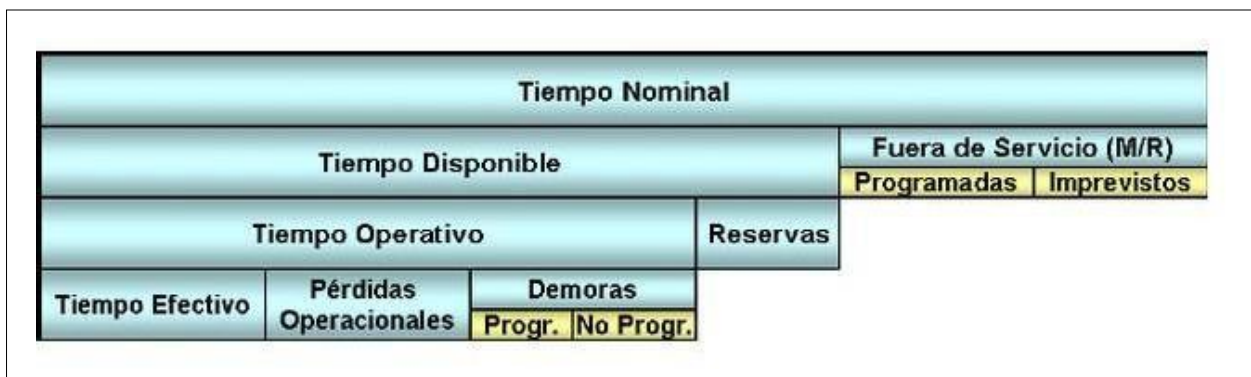 Tiempo Nominal
Tiempo Disponible
Fuera de Servicio (M/R)
Programadas
Imprevistos
Tiempo Operativo
Reservas
Tiempo Efectivo
Pérdidas
Operacionales
Demoras
Progr.
No Progr.